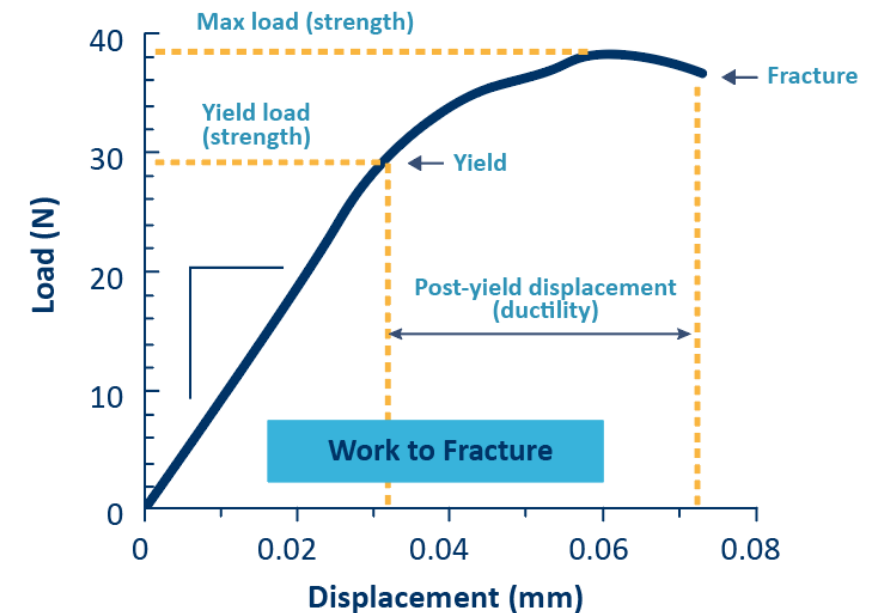 Max load (strength)
40
Fracture
Yield load
(strength)
30
Yield
Load (N)
20
Post-yield displacement
(ductility)
10
Work to Fracture
0
0
0.02
0.04
0.06
0.08
Displacement (mm)